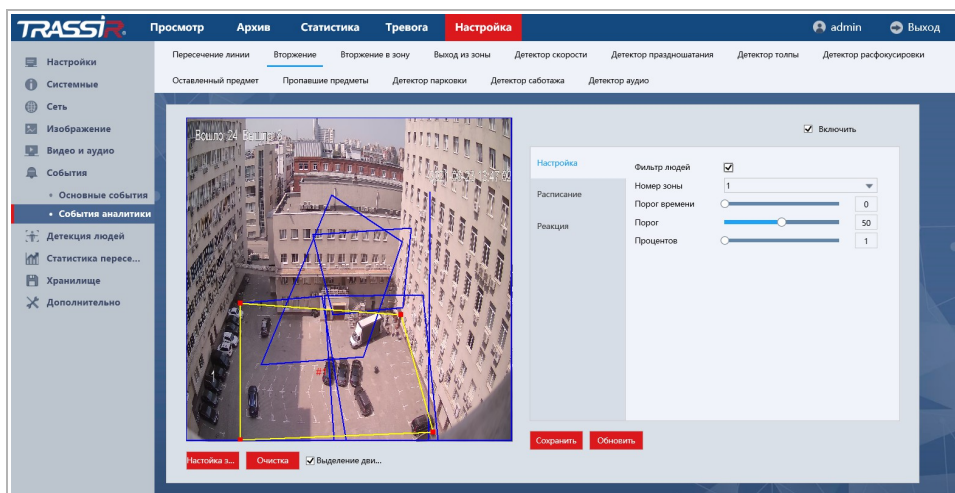 TRASSIR
Просмотр Архив Статистика Тревога Настройка admin Выход
Настройки
Системные
Сеть
Изображение
Видео и аудио
События
Основные события
События аналитики
Детекция людей
Статистика пересе...
Хранилище
Дополнительно
Пересечение линии Вторжение Вторжение в зону Выход из зоны Детектор скорости Детектор праздношатания Детектор толпы Детектор расфокусировки
Оставленный предмет Пропавшие предметы Детектор парковки Детектор саботажа Детектор аудио
Вошло 24
#1
Настойка з... Очистка Выделение дви...
Включить
Настройка
Расписание
Реакция
Фильтр людей
Номер зоны 1
Порог времени 0
Порог 50
Процентов 1
Сохранить Обновить